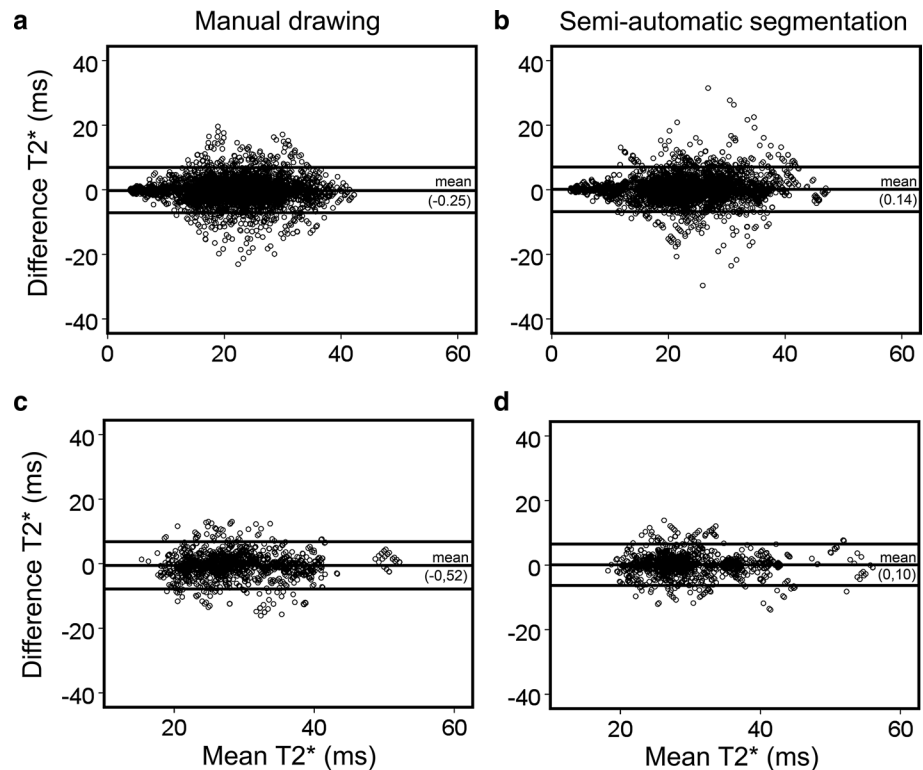 a Manual drawing
b Semi-automatic segmentation
Difference T2* (ms)
40
20
0
-20
-40
mean
(-0.25)
0 20 40 60
40
20
0
-20
-40
mean
(0.14)
0 20 40 60
c
Difference T2* (ms)
40
20
0
-20
-40
mean
(-0,52)
20 40 60
Mean T2* (ms)
d
40
20
0
-20
-40
mean
(0,10)
20 40 60
Mean T2* (ms)